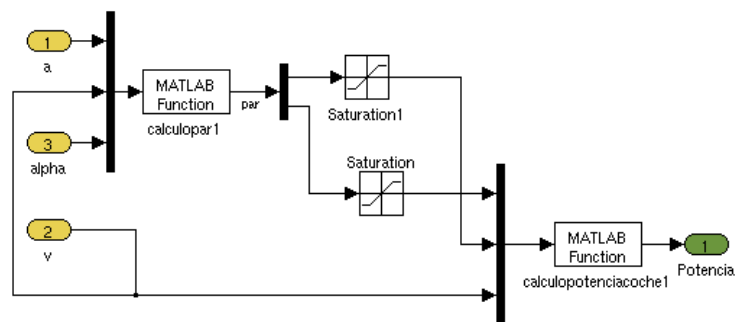 1
a
MATLAB
Function
calculopar1
par
Saturation1
3
alpha
Saturation
2
v
MATLAB
Function
calculopotenciacoche1
1
Potencia